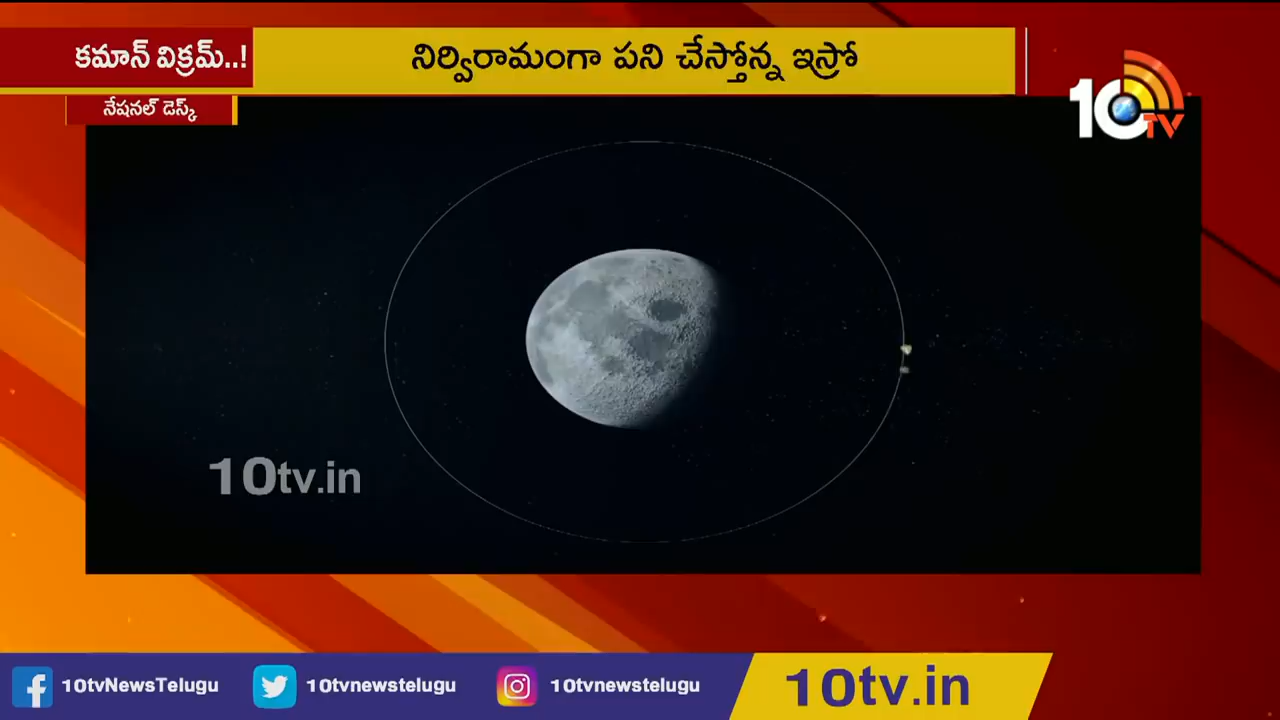 కమాన్ విక్రమ్..!
నిర్విరామంగా పని చేస్తోన్న ఇస్రో
నేషనల్ డెస్క్
10TV
10tv.in
10tvNewsTelugu
10tvnewstelugu
10tvnewstelugu
10tv.in